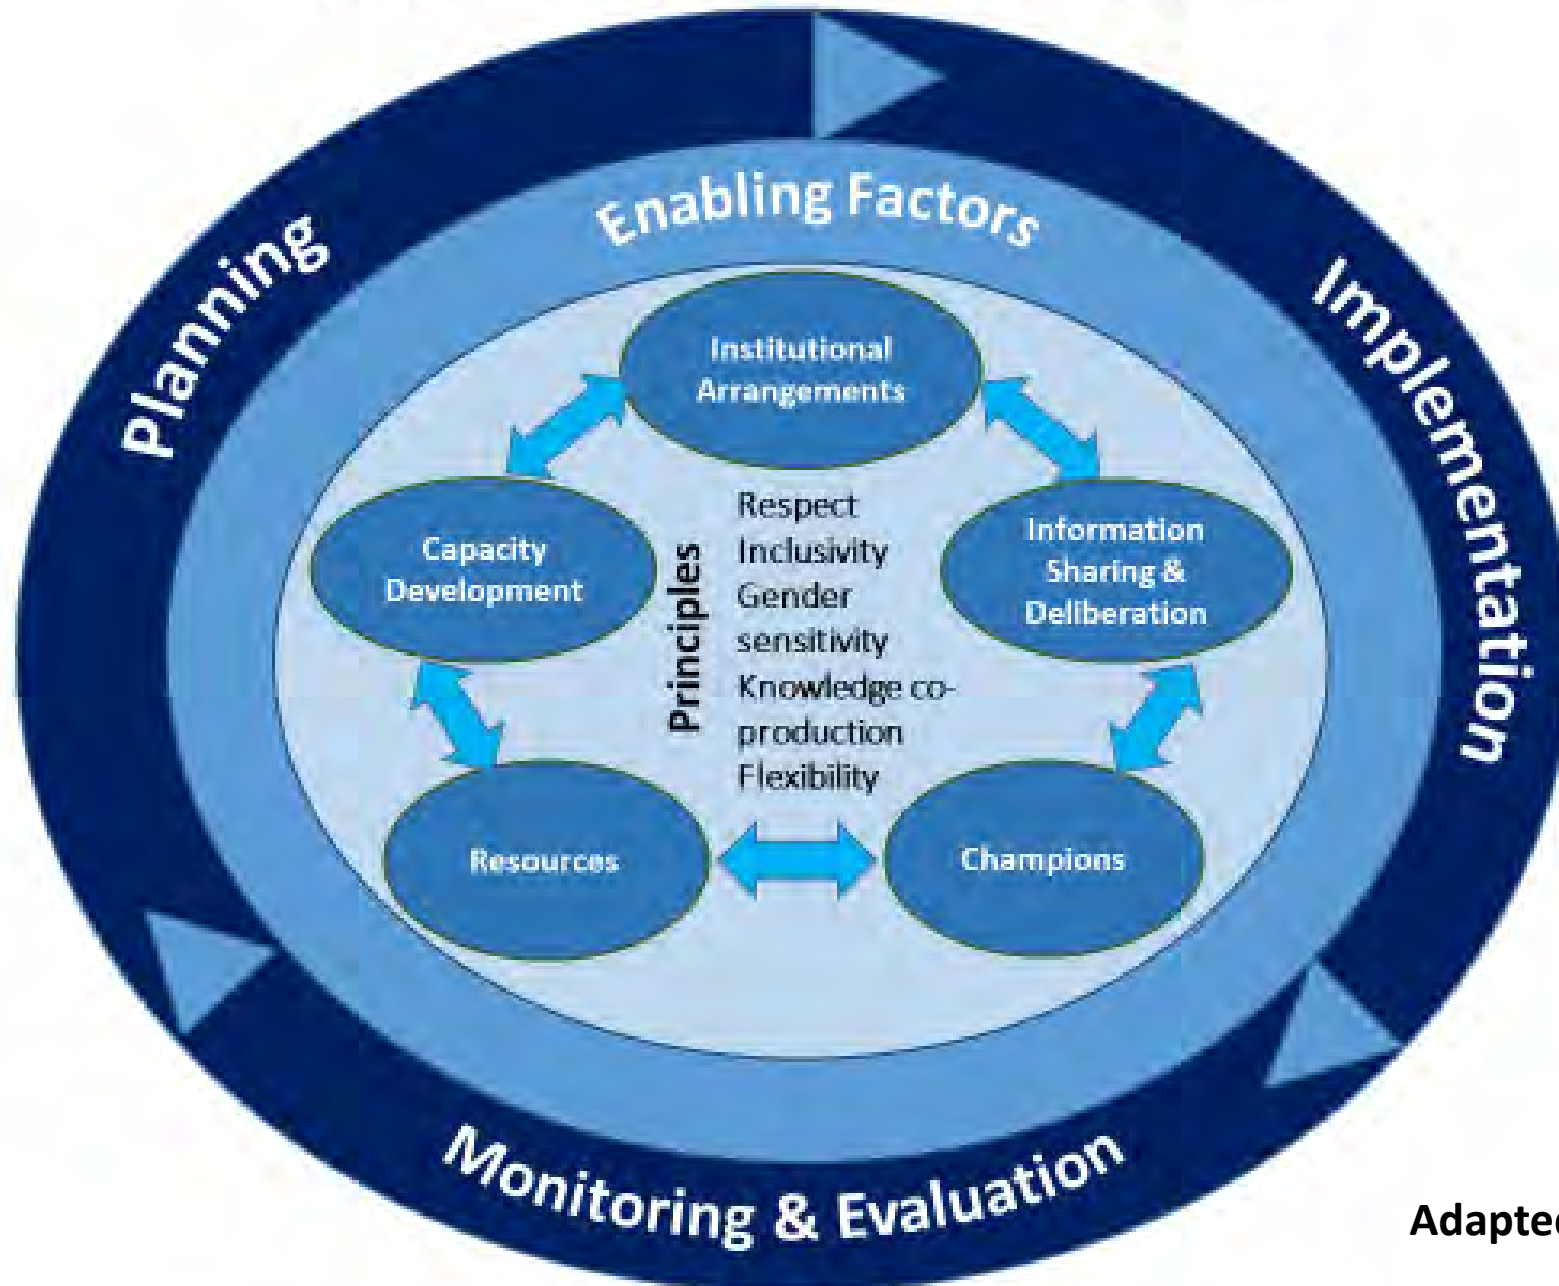 Enabling Factors
Planning
Implementation
Institutional
Arrangements
Capacity
Development
Information
Sharing &
Deliberation
Principles
Respect
Inclusivity
Gender
sensitivity
Knowledge co-
production
Flexibility
Resources
Champions
Monitoring & Evaluation
Adapted